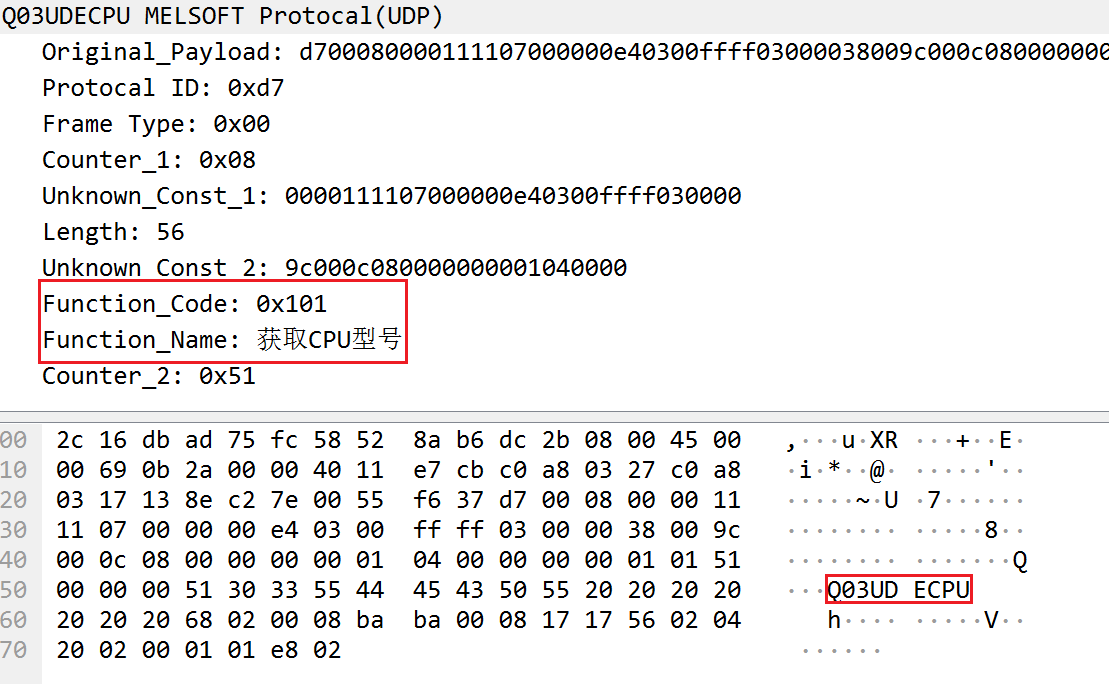 Q03UDECPU MELSOFT Protocal(UDP)
Original_Payload: d70008000011110700000​0e40300ffff03000038009c000c080000000
Protocal ID: 0xd7
Frame Type: 0x00
Counter_1: 0x08
Unknown_Const_1: 0000111107000000e40300ffff030000
Length: 56
Unknown Const 2: 9c000c080000000001040000
Function_Code: 0x101
Function_Name: 获取CPU型号
Counter_2: 0x51
00 2c 16 db ad 75 fc 58 52 8a b6 dc 2b 08 00 45 00 ,···u·XR ···+··E·
10 00 69 0b 2a 00 00 40 11 e7 cb c0 a8 03 27 c0 a8 ·i·*··@· ·····'··
20 03 17 13 8e c2 7e 00 55 f6 37 d7 00 08 00 00 11 ·····~·U ·7······
30 11 07 00 00 00 e4 03 00 ff ff 03 00 00 38 00 9c ········ ·····8··
40 00 0c 08 00 00 00 00 01 04 00 00 00 00 01 01 51 ········ ·······Q
50 00 00 00 51 30 33 55 44 45 43 50 55 20 20 20 20 ···Q03UD ECPU
60 20 20 20 68 02 00 08 ba ba 00 08 17 17 56 02 04 h···· ·····V··
70 20 02 00 01 01 e8 02 ······